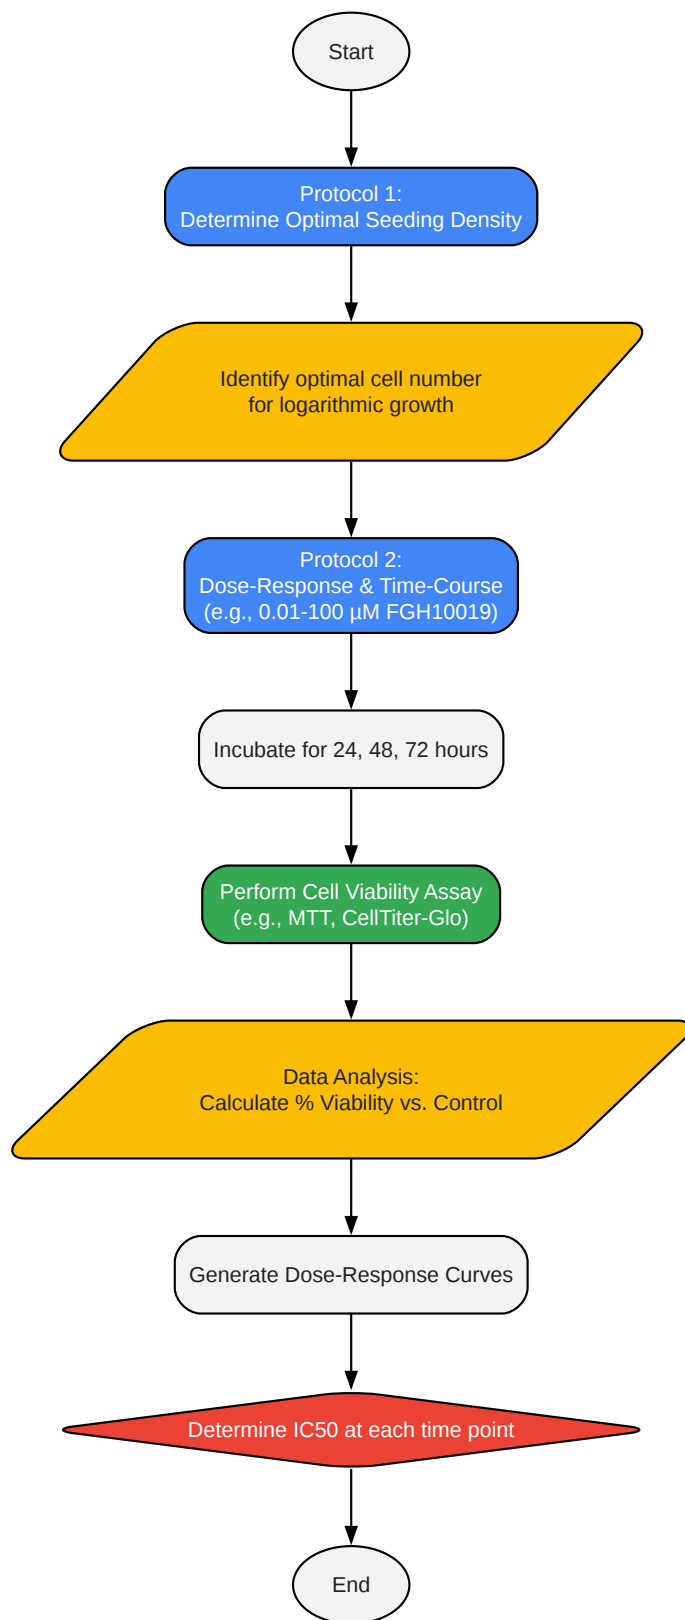 Start
Protocol 1:
Determine Optimal Seeding Density
Identify optimal cell number
for logarithmic growth
Protocol 2:
Dose-Response & Time-Course
(e.g., 0.01-100 µM FGH10019)
Incubate for 24, 48, 72 hours
Perform Cell Viability Assay
(e.g., MTT, CellTiter-Glo)
Data Analysis:
Calculate % Viability vs. Control
Generate Dose-Response Curves
Determine IC50 at each time point
End